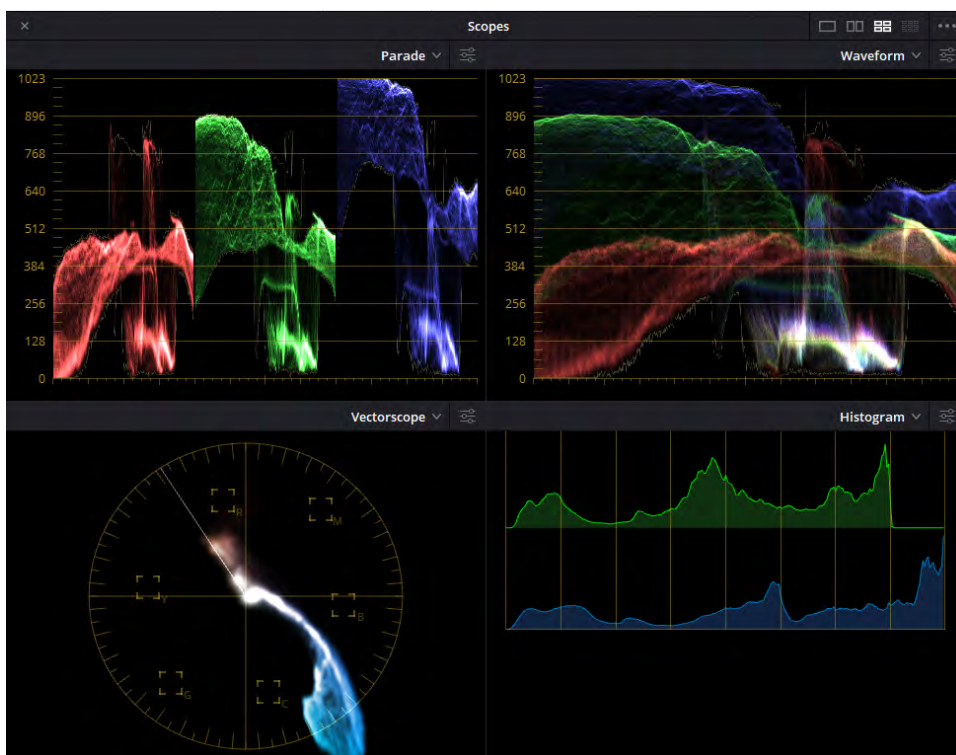 × Scopes •••
Parade Waveform
1023 1023
896 896
768 768
640 640
512 512
384 384
256 256
128 128
0 0
Vectorscope Histogram
R
M
Y
B
G
C